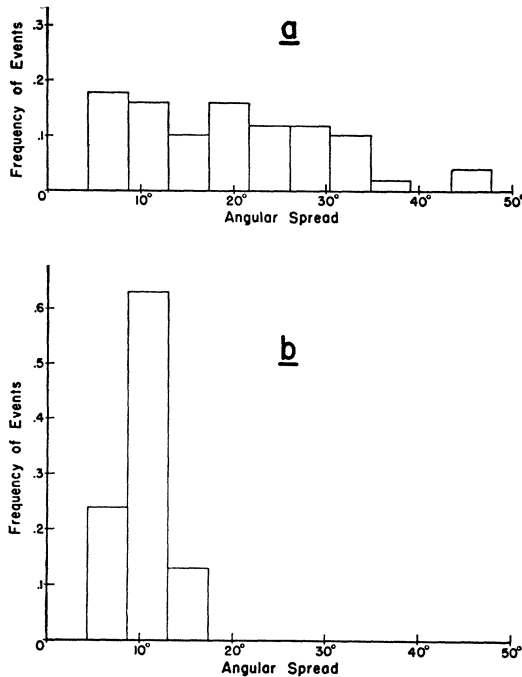 a
Frequency of Events
.3
.2
.1
0
10° 20° 30° 40° 50°
Angular Spread
b
Frequency of Events
.6
.5
.4
.3
.2
.1
0
10° 20° 30° 40° 50°
Angular Spread